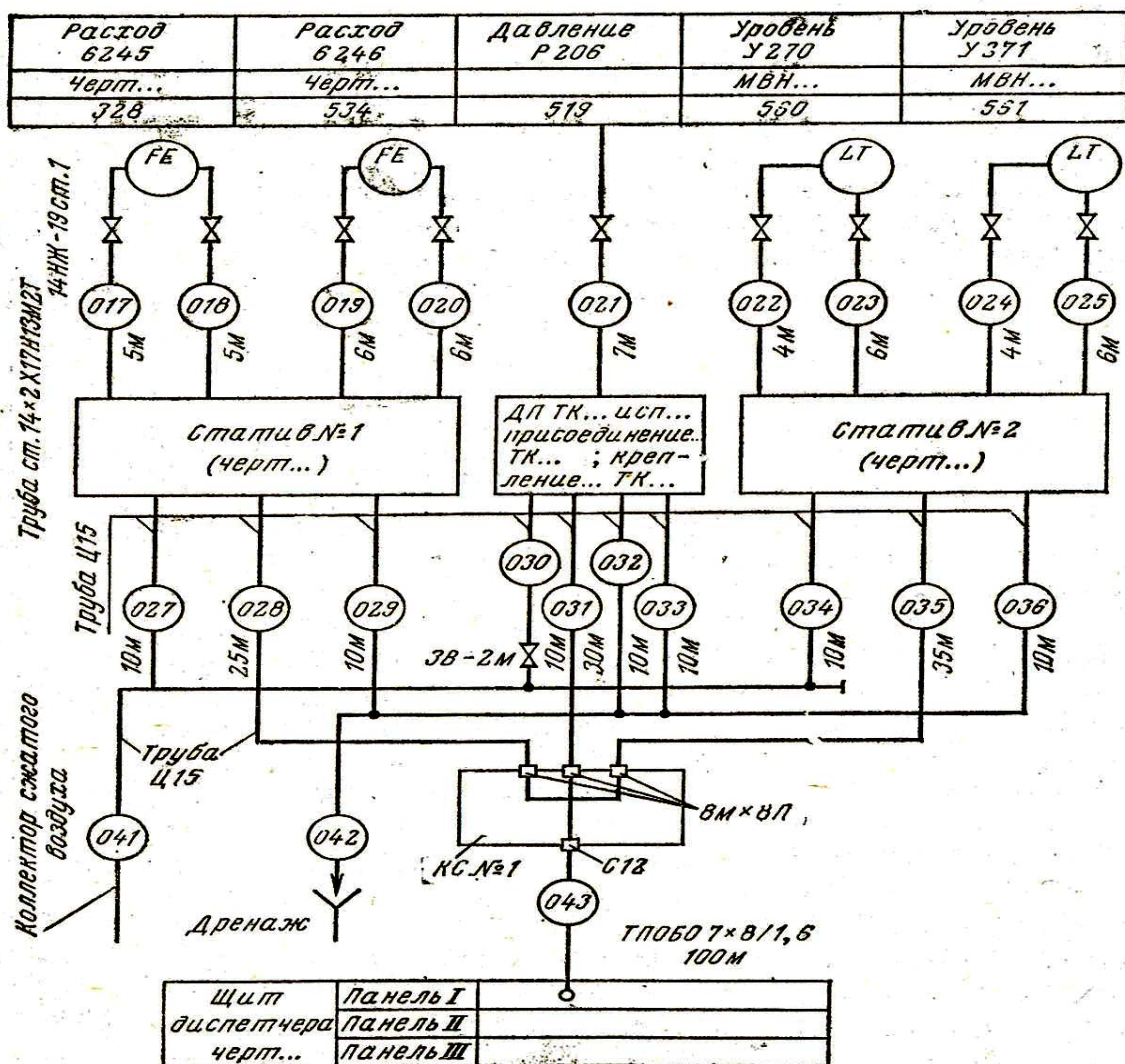 Расход 6245
Расход 6246
Давление Р 206
Уровень У 270
Уровень У 371
Черт...
Черт...
МВН...
МВН...
328
534
519
560
561
FE
FE
LT
LT
14НЖ-19 ст.1
Труба ст. 14×2 Х17Н13М2Т
017
018
019
020
021
022
023
024
025
5м
5м
6м
6м
7м
4м
6м
4м
6м
Статив №1
(черт...)
ДП ТК... исп...
присоединение...
ТК... ; креп-
ление... ТК...
Статив №2
(черт...)
Труба Ц15
030
032
027
028
029
031
033
034
035
036
10м
25м
10м
ЗВ-2м
10м
30м
10м
10м
10м
35м
10м
Коллектор сжатого
воздуха
Труба
Ц15
8м×8П
041
042
КС №1
С12
043
Дренаж
ТПОБО 7×8/1,6
100м
Щит
диспетчера
черт...
Панель I
Панель II
Панель III